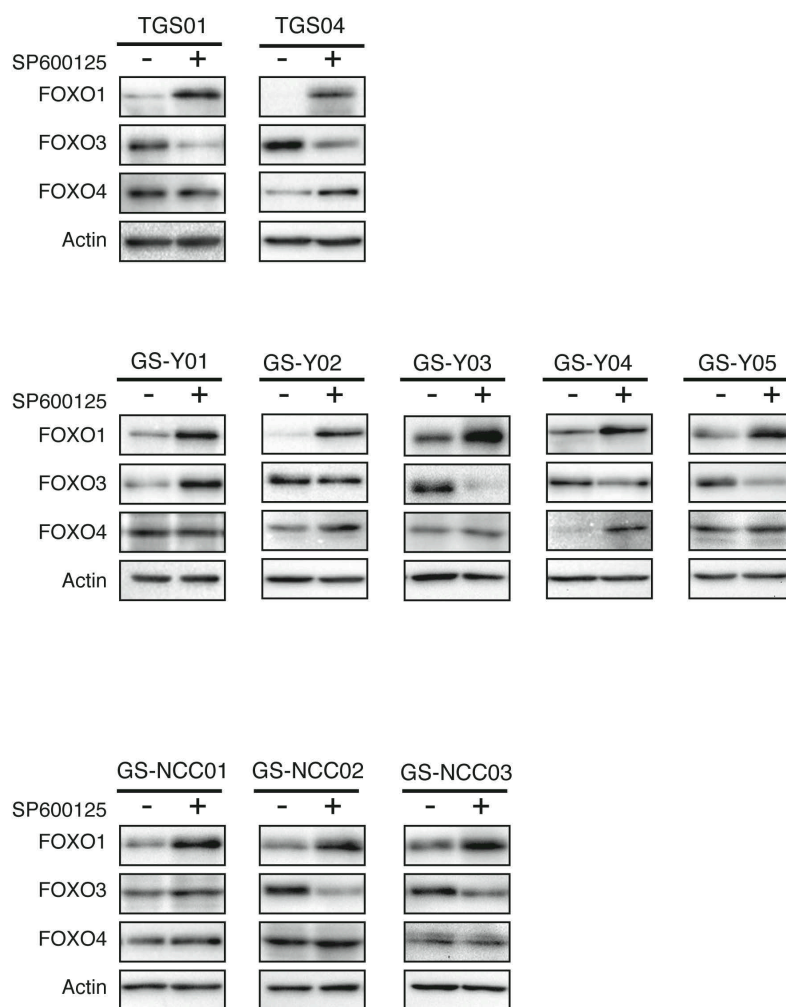 TGS01 TGS04
SP600125 - + - +
FOXO1
FOXO3
FOXO4
Actin
GS-Y01 GS-Y02 GS-Y03 GS-Y04 GS-Y05
SP600125 - + - + - + - + - +
FOXO1
FOXO3
FOXO4
Actin
GS-NCC01 GS-NCC02 GS-NCC03
SP600125 - + - + - +
FOXO1
FOXO3
FOXO4
Actin